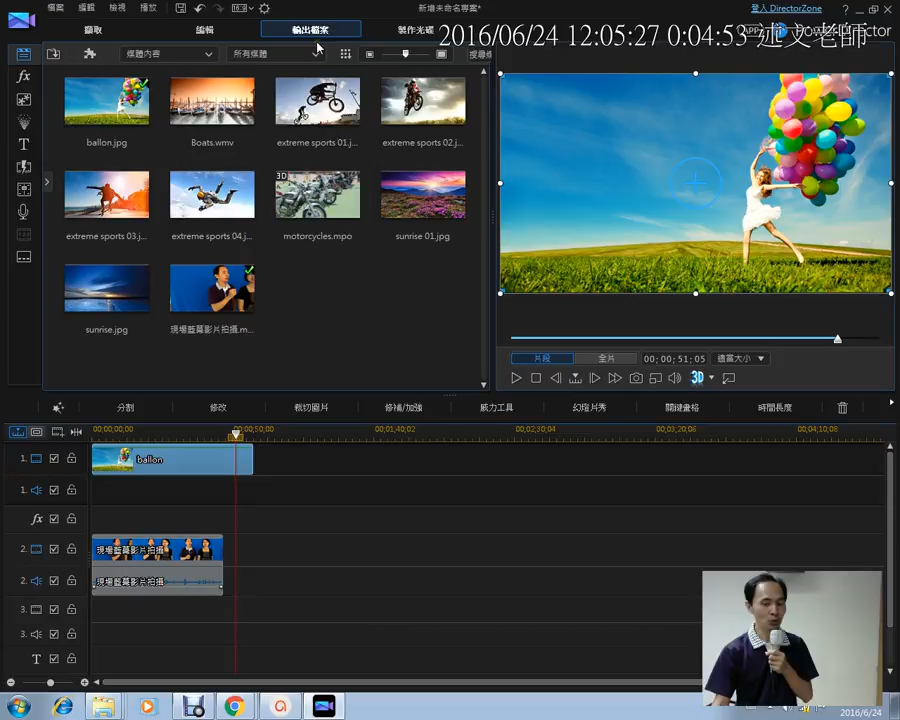 檔案 編輯 檢視 播放
新增未命名專案*
登入 DirectorZone
擷取 編輯 輸出檔案 製作光碟
2016/06/24 12:05:27 0:04:53 述文老師
媒體內容 所有媒體
ballon.jpg Boats.wmv extreme sports 01.j... extreme sports 02.j...
3D
extreme sports 03.j... extreme sports 04.j... motorcycles.mpo sunrise 01.jpg
sunrise.jpg 現場藍幕影片拍攝.m...
片段 全片 00;00;51;05 適當大小
3D
分割 修改 裁切圖片 修補/加強 威力工具 幻燈片秀 關鍵畫格 時間長度
00;00;00;00 00;00;50;00 00;01;40;02 00;02;30;04 00;03;20;06 00;04;10;08
1. ballon
1.
fx
2. 現場藍幕影片拍攝
2. 現場藍幕影片拍攝
3.
3.
T
2016/6/24